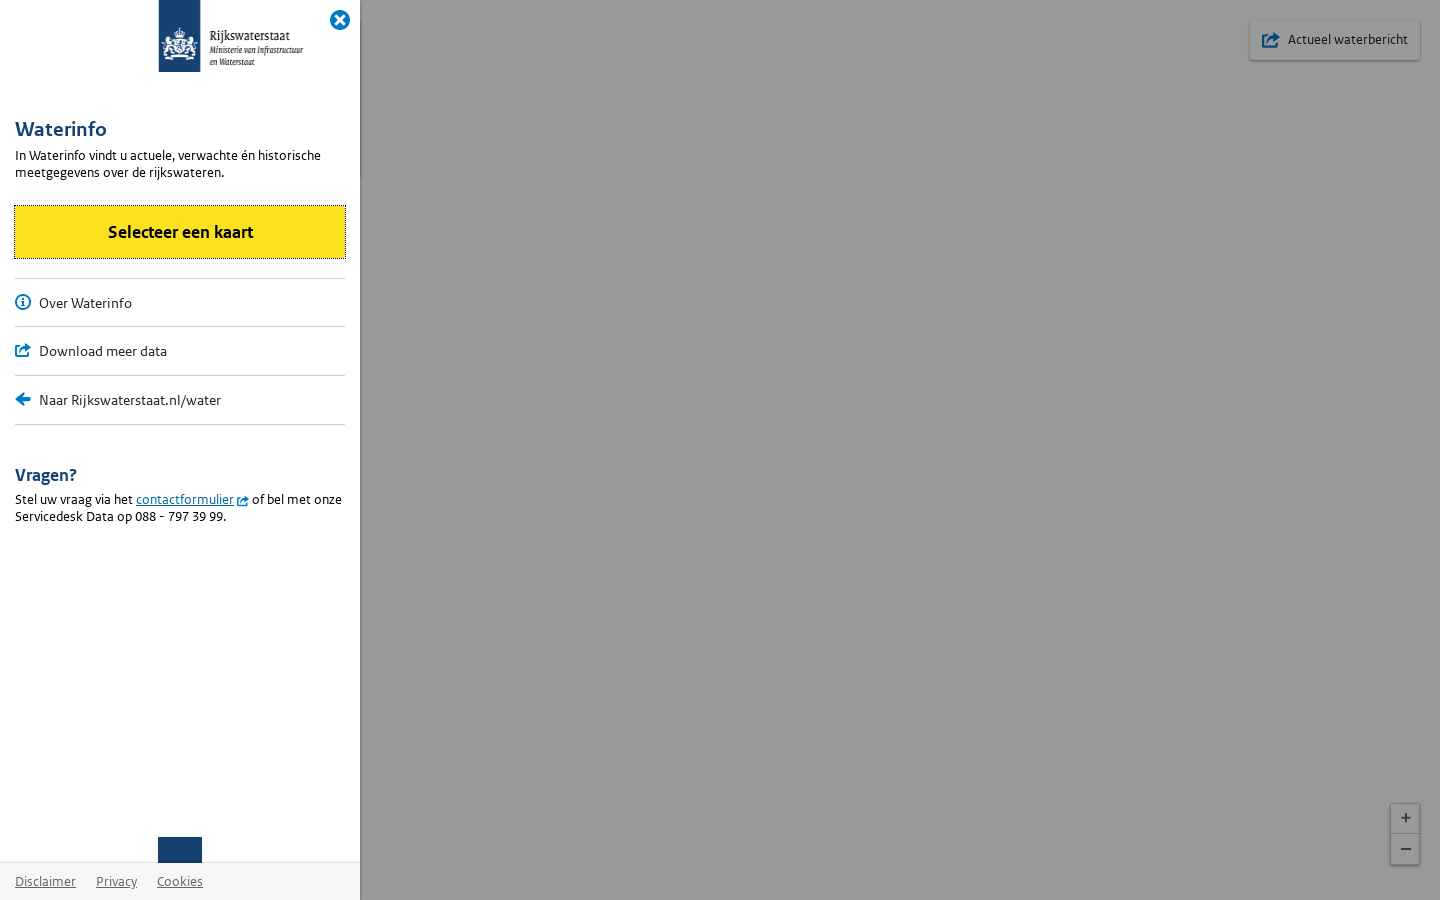 Rijkswaterstaat
Ministerie van Infrastructuur
en Waterstaat
Actueel waterbericht
Waterinfo
In Waterinfo vindt u actuele, verwachte én historische
meetgegevens over de rijkswateren.
Selecteer een kaart
Over Waterinfo
Download meer data
Naar Rijkswaterstaat.nl/water
Vragen?
Stel uw vraag via het contactformulier of bel met onze
Servicedesk Data op 088 - 797 39 99.
+
−
Disclaimer Privacy Cookies